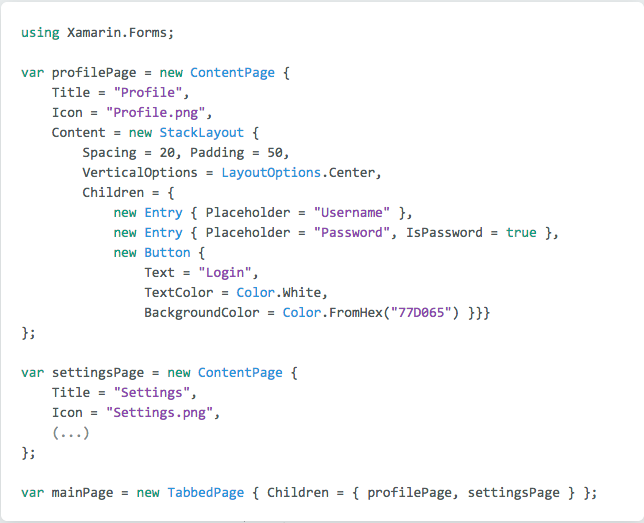 using Xamarin.Forms;
var profilePage = new ContentPage {
    Title = "Profile",
    Icon = "Profile.png",
    Content = new StackLayout {
        Spacing = 20, Padding = 50,
        VerticalOptions = LayoutOptions.Center,
        Children = {
            new Entry { Placeholder = "Username" },
            new Entry { Placeholder = "Password", IsPassword = true },
            new Button {
                Text = "Login",
                TextColor = Color.White,
                BackgroundColor = Color.FromHex("77D065") }}}
};
var settingsPage = new ContentPage {
    Title = "Settings",
    Icon = "Settings.png",
    (...)
};
var mainPage = new TabbedPage { Children = { profilePage, settingsPage } };